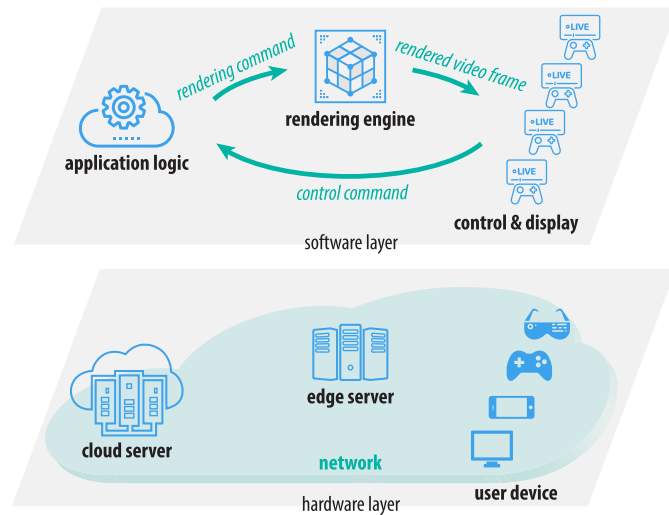 LIVE
rendering command
rendered video frame
LIVE
rendering engine
LIVE
application logic
LIVE
control command
control & display
software layer
edge server
cloud server
network
user device
hardware layer